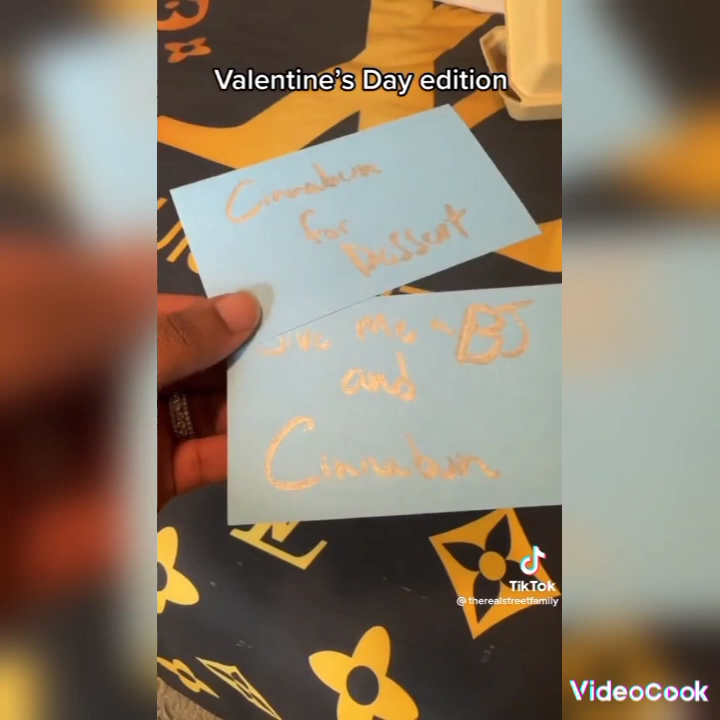 Valentine's Day edition
Cinnabun
for
Dessert
me BJ
and
Cinnabun
TikTok
@therealstreetfamily
VideoCook